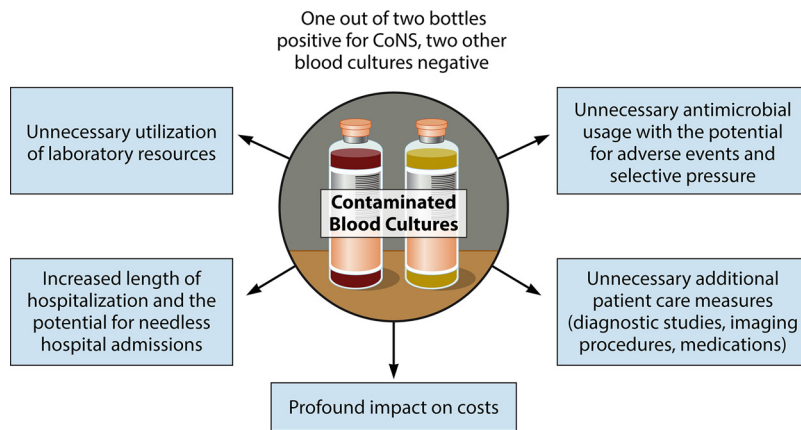 One out of two bottles
positive for CoNS, two other
blood cultures negative
Unnecessary utilization
of laboratory resources
Unnecessary antimicrobial
usage with the potential
for adverse events and
selective pressure
Contaminated
Blood Cultures
Increased length of
hospitalization and the
potential for needless
hospital admissions
Unnecessary additional
patient care measures
(diagnostic studies, imaging
procedures, medications)
Profound impact on costs